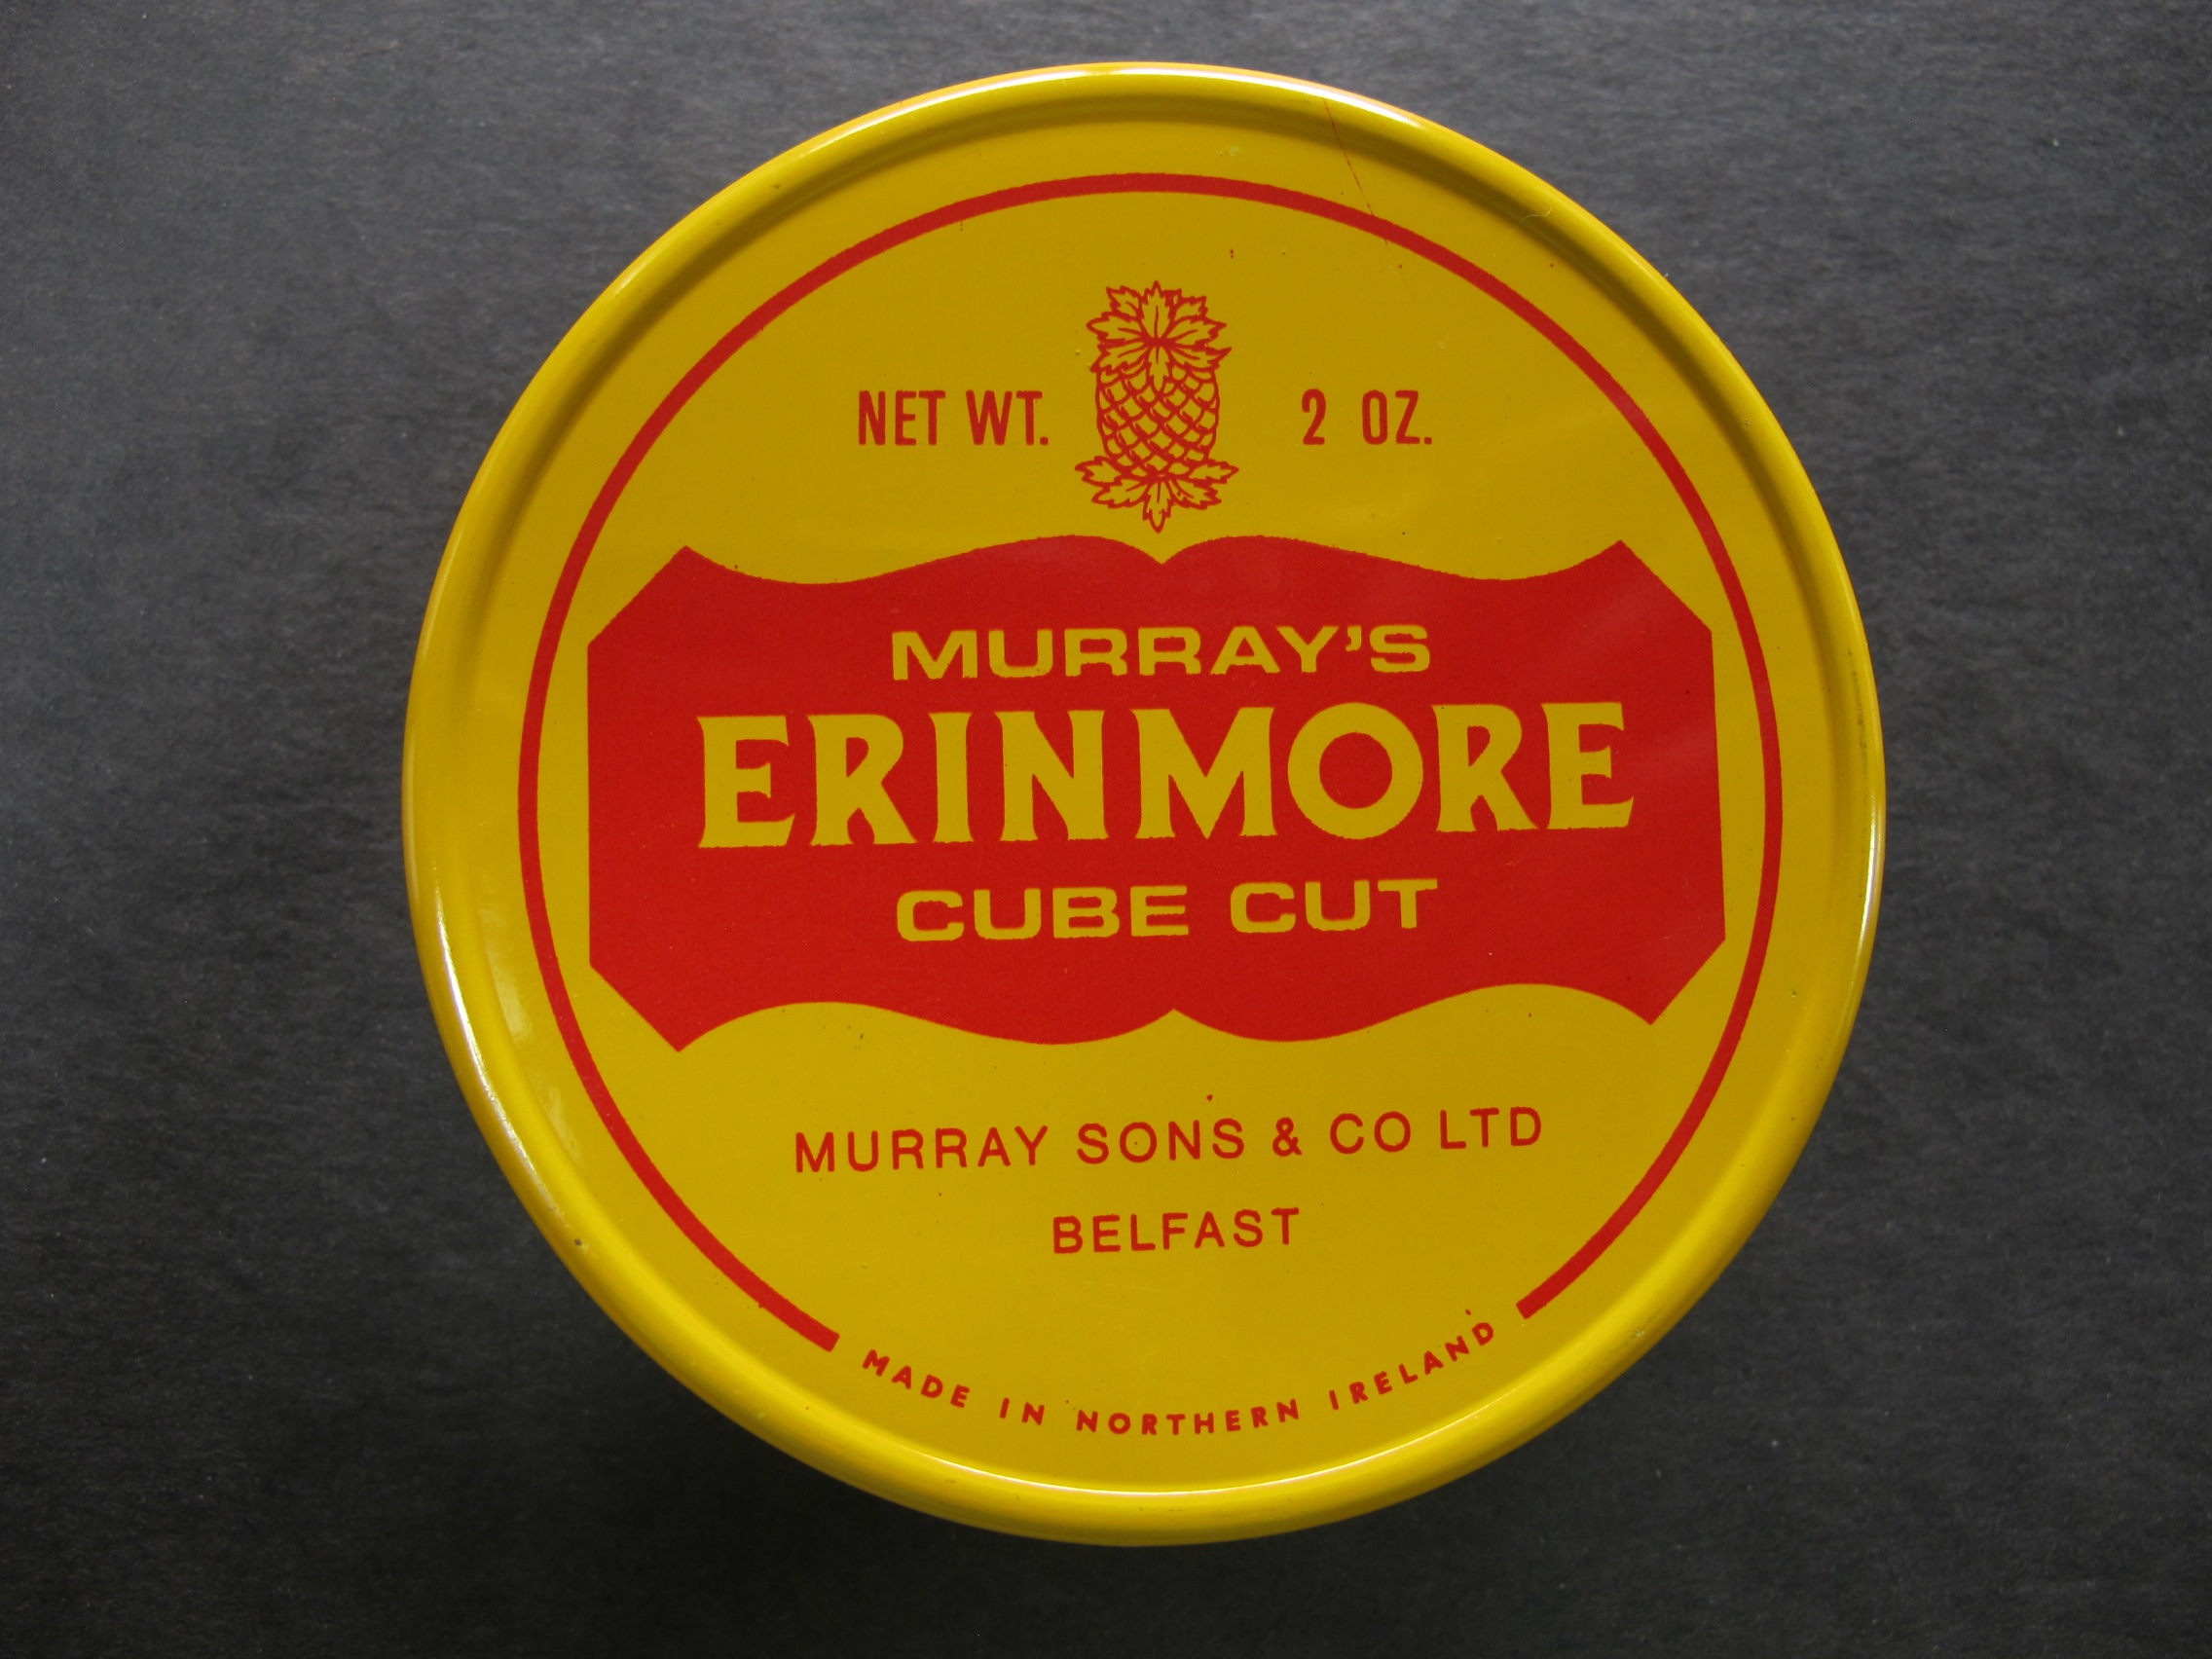 NET WT. 2 OZ.
MURRAY'S
ERINMORE
CUBE CUT
MURRAY SONS & CO LTD
BELFAST
MADE IN NORTHERN IRELAND